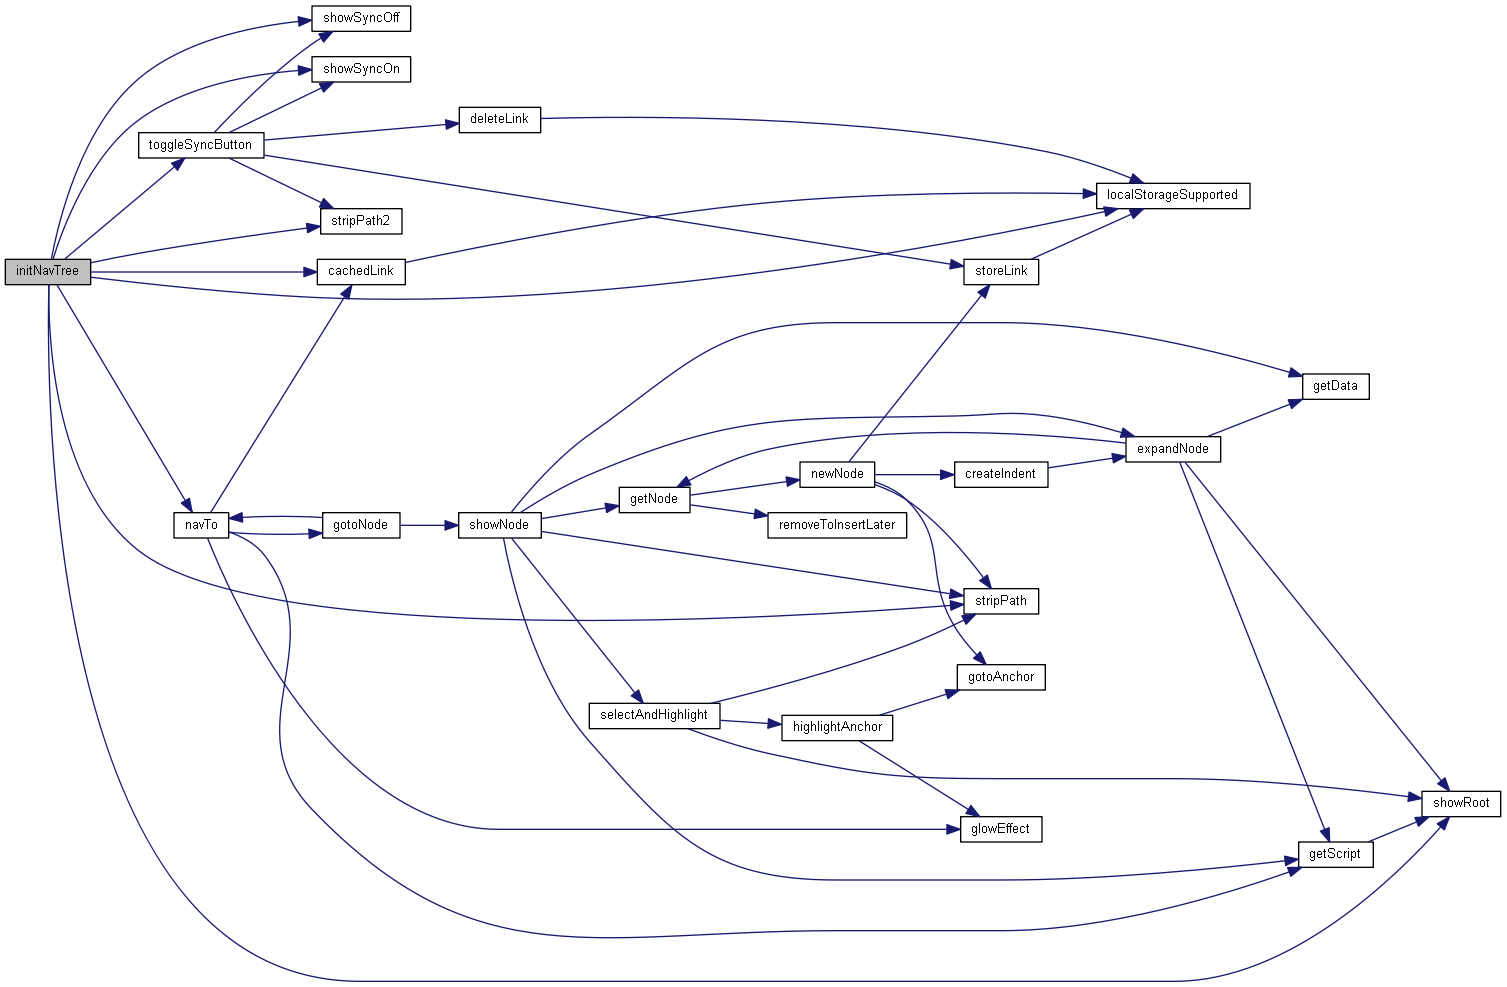 showSyncOff
showSyncOn
deleteLink
toggleSyncButton
localStorageSupported
stripPath2
initNavTree
cachedLink
storeLink
getData
expandNode
newNode
createIndent
getNode
navTo
gotoNode
showNode
removeToInsertLater
stripPath
gotoAnchor
selectAndHighlight
highlightAnchor
showRoot
glowEffect
getScript